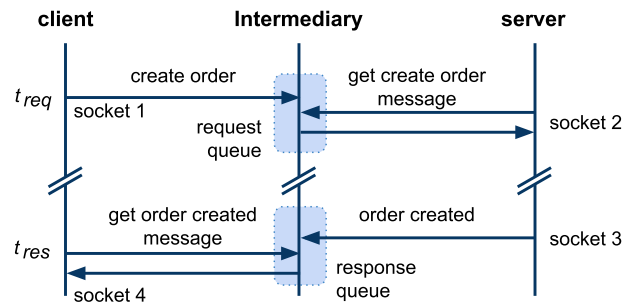 client
Intermediary
server
create order
get create order
message
t req
socket 1
request
queue
socket 2
get order created
message
order created
t res
socket 3
response
queue
socket 4